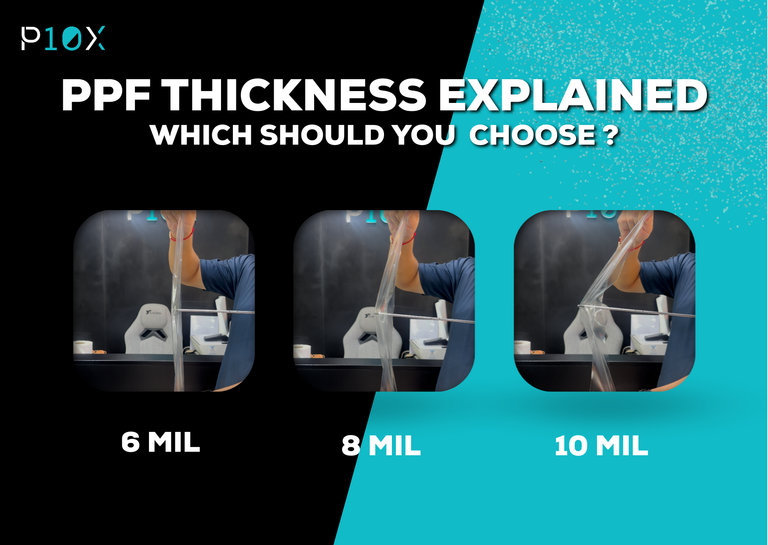 P10X
PPF THICKNESS EXPLAINED
WHICH SHOULD YOU CHOOSE ?
6 MIL
8 MIL
10 MIL